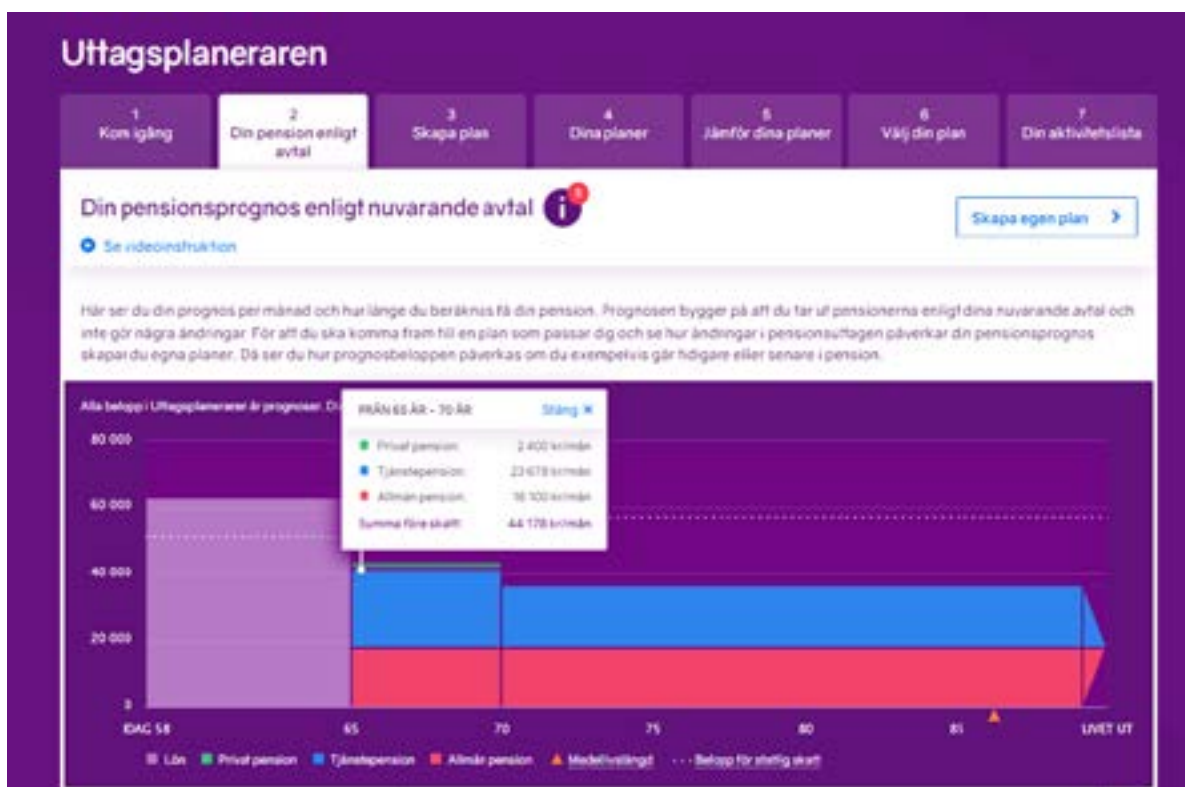 Uttagsplaneraren
1
Kom igång
2
Din pension enligt
avtal
3
Skapa plan
4
Dina planer
5
Jämför dina planer
6
Välj din plan
7
Din aktivitetslista
Din pensionsprognos enligt nuvarande avtal
Skapa egen plan
Se videoinstruktion
Här ser du din prognos per månad och hur länge du beräknas få din pension. Prognosen bygger på att du tar ut pensionerna enligt dina nuvarande avtal och
inte gör några ändringar. För att du ska komma fram till en plan som passar dig och se hur ändringar i pensionsuttagen påverkar din pensionsprognos
skapar du egna planer. Då ser du hur prognosbeloppen påverkas om du exempelvis går tidigare eller senare i pension.
Alla belopp i Uttagsplaneraren är prognoser.
FRÅN 65 ÅR - 70 ÅR
Stäng ×
Privat pension: 2 400 kr/mån
Tjänstepension: 23 678 kr/mån
Allmän pension: 18 100 kr/mån
Summa före skatt: 44 178 kr/mån
80 000
60 000
40 000
20 000
0
IDAG 58 65 70 75 80 LIVET UT
Lön Privat pension Tjänstepension Allmän pension Medellivslängd Belopp för statlig skatt